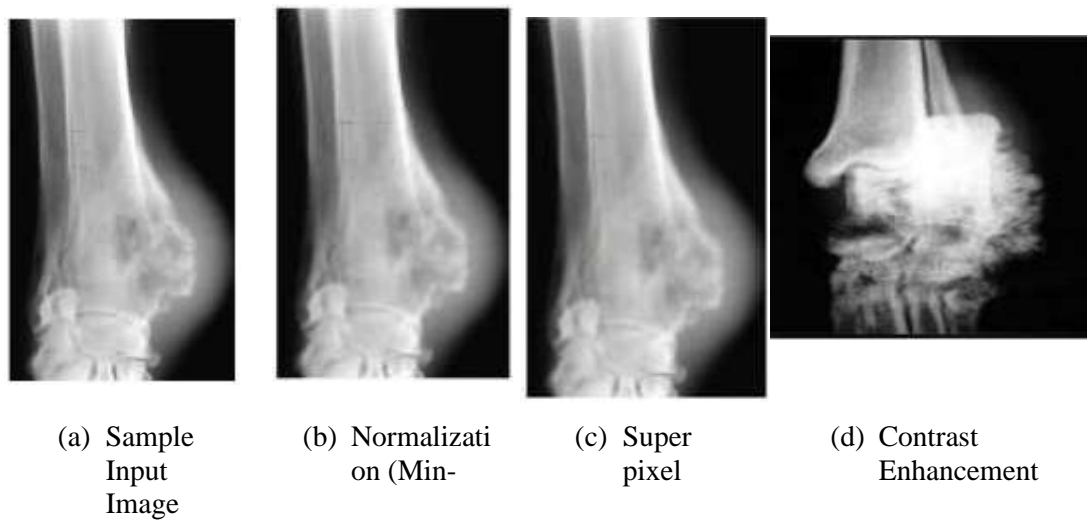 (a) Sample
Input
Image
(b) Normalizati
on (Min-
(c) Super
pixel
(d) Contrast
Enhancement